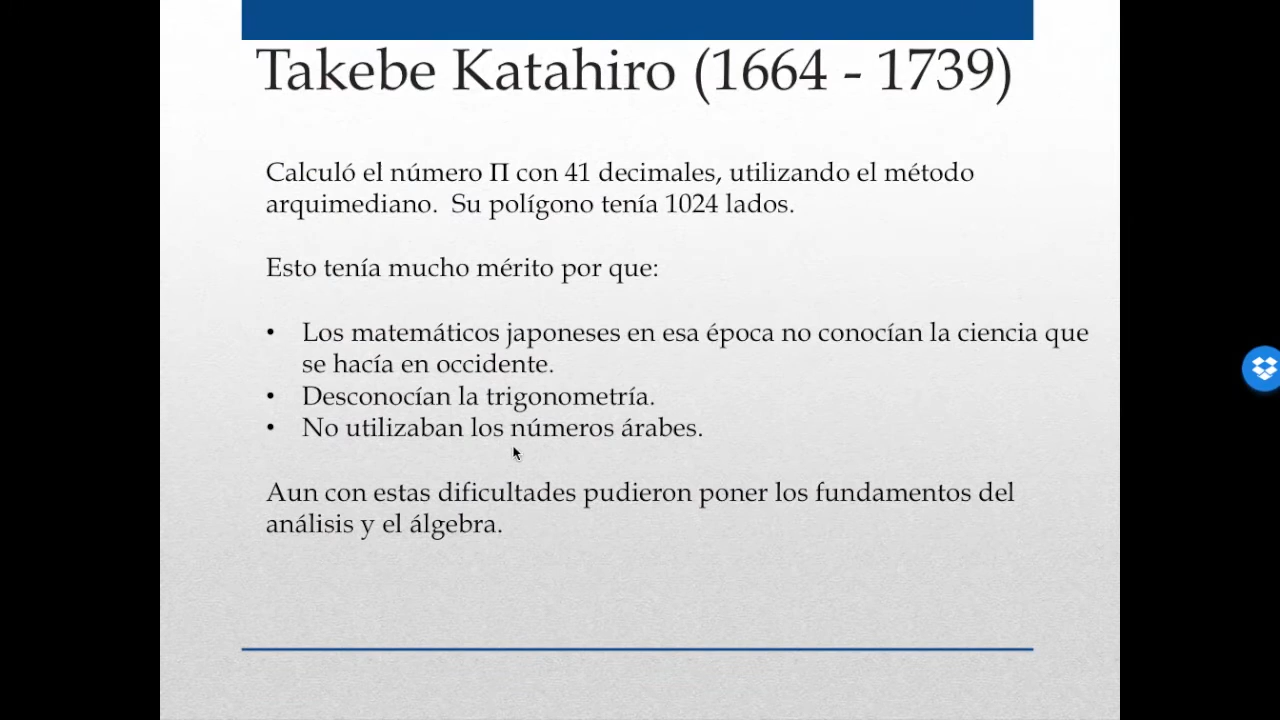 Takebe Katahiro (1664 - 1739)
Calculó el número Π con 41 decimales, utilizando el método
arquimediano.  Su polígono tenía 1024 lados.
Esto tenía mucho mérito por que:
• Los matemáticos japoneses en esa época no conocían la ciencia que
se hacía en occidente.
• Desconocían la trigonometría.
• No utilizaban los números árabes.
Aun con estas dificultades pudieron poner los fundamentos del
análisis y el álgebra.